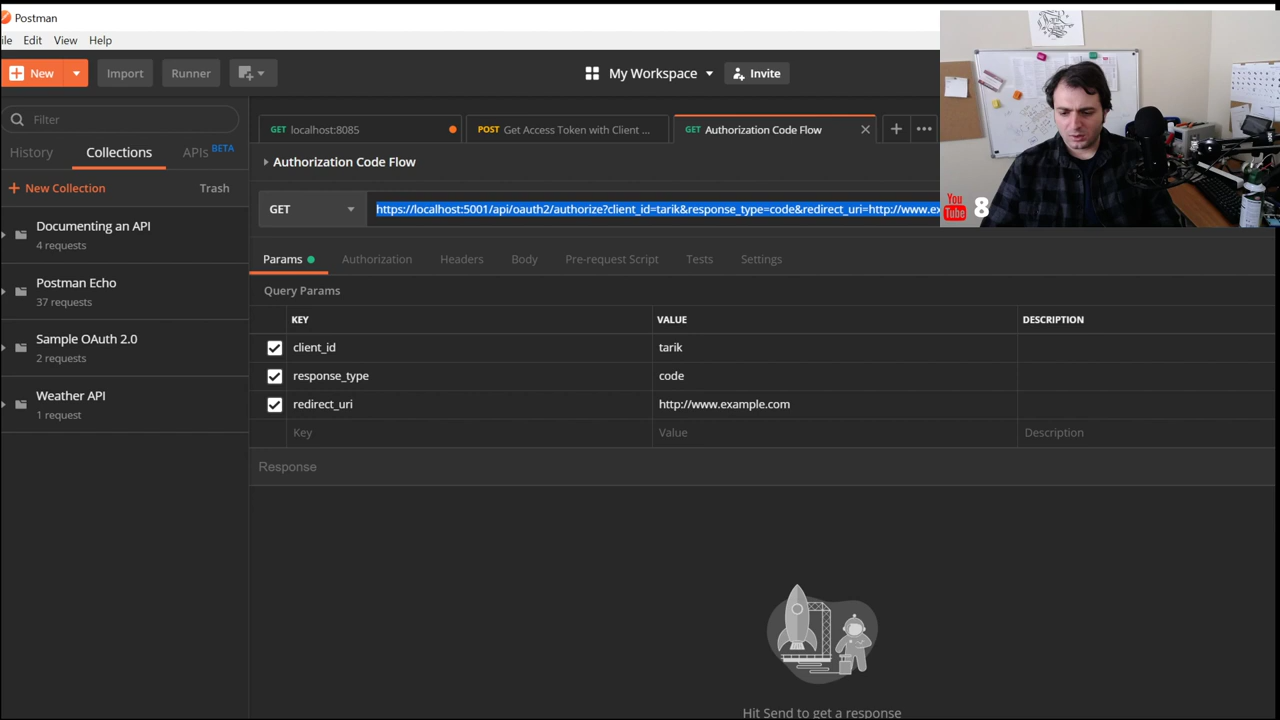 Postman
ile Edit View Help
New Import Runner My Workspace Invite
Filter
History Collections APIs BETA
New Collection Trash
Documenting an API
4 requests
Postman Echo
37 requests
Sample OAuth 2.0
2 requests
Weather API
1 request
GET localhost:8085 POST Get Access Token with Client ... GET Authorization Code Flow
Authorization Code Flow
GET https://localhost:5001/api/oauth2/authorize?client_id=tarik&response_type=code&redirect_uri=http://www.ex
You Tube 8
Params Authorization Headers Body Pre-request Script Tests Settings
Query Params
KEY VALUE DESCRIPTION
client_id tarik
response_type code
redirect_uri http://www.example.com
Key Value Description
Response
Hit Send to get a response